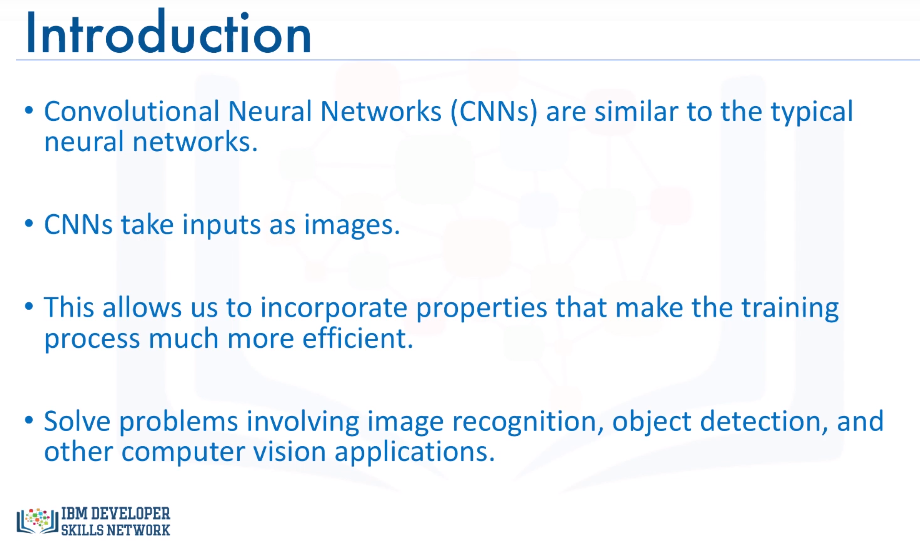 Introduction
• Convolutional Neural Networks (CNNs) are similar to the typical
neural networks.
• CNNs take inputs as images.
• This allows us to incorporate properties that make the training
process much more efficient.
• Solve problems involving image recognition, object detection, and
other computer vision applications.
IBM DEVELOPER
SKILLS NETWORK